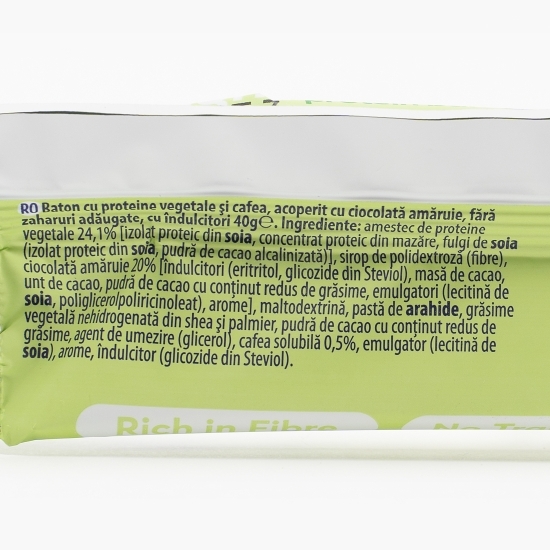 RO Baton cu proteine vegetale și cafea, acoperit cu ciocolată amăruie, fără
zaharuri adăugate, cu îndulcitori 40g℮. Ingrediente: amestec de proteine
vegetale 24,1% [izolat proteic din soia, concentrat proteic din mazăre, fulgi de soia
(izolat proteic din soia, pudră de cacao alcalinizată)], sirop de polidextroză (fibre),
ciocolată amăruie 20% [îndulcitori (eritritol, glicozide din Steviol), masă de cacao,
unt de cacao, pudră de cacao cu conținut redus de grăsime, emulgatori (lecitină de
soia, poliglicerolpoliricinoleat), arome], maltodextrină, pastă de arahide, grăsime
vegetală nehidrogenată din shea și palmier, pudră de cacao cu conținut redus de
grăsime, agent de umezire (glicerol), cafea solubilă 0,5%, emulgator (lecitină de
soia), arome, îndulcitor (glicozide din Steviol).
Rich in Fibre